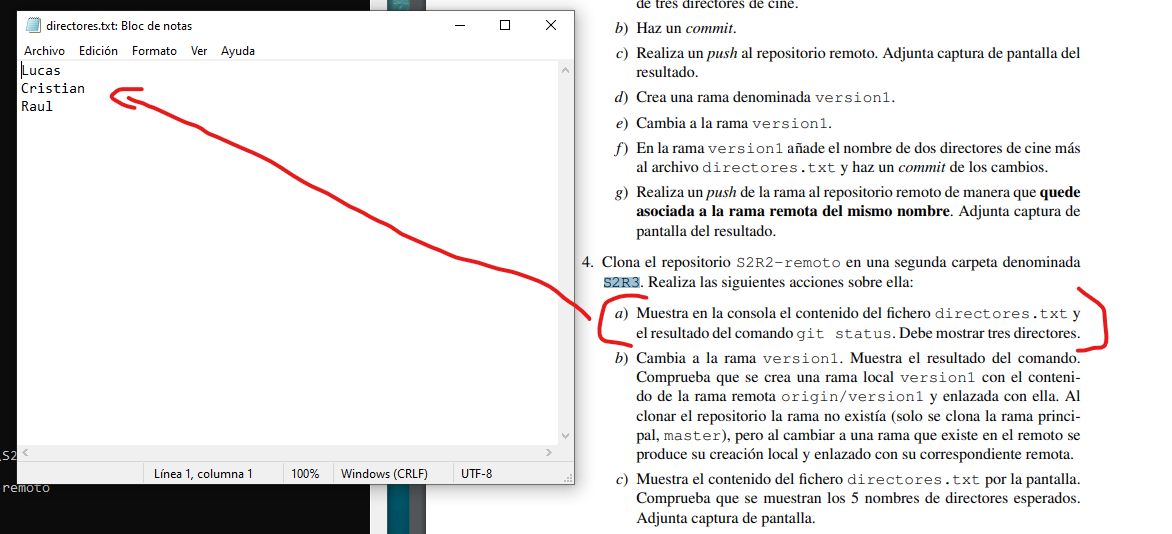 directores.txt: Bloc de notas
Archivo Edición Formato Ver Ayuda
Lucas
Cristian
Raul
Línea 1, columna 1 100% Windows (CRLF) UTF-8
S2
remoto
de tres directores de cine.
b) Haz un commit.
c) Realiza un push al repositorio remoto. Adjunta captura de pantalla del
resultado.
d) Crea una rama denominada version1.
e) Cambia a la rama version1.
f) En la rama version1 añade el nombre de dos directores de cine más
al archivo directores.txt y haz un commit de los cambios.
g) Realiza un push de la rama al repositorio remoto de manera que quede
asociada a la rama remota del mismo nombre. Adjunta captura de
pantalla del resultado.
4. Clona el repositorio S2R2-remoto en una segunda carpeta denominada
S2R3. Realiza las siguientes acciones sobre ella:
a) Muestra en la consola el contenido del fichero directores.txt y
el resultado del comando git status. Debe mostrar tres directores.
b) Cambia a la rama version1. Muestra el resultado del comando.
Comprueba que se crea una rama local version1 con el conteni-
do de la rama remota origin/version1 y enlazada con ella. Al
clonar el repositorio la rama no existía (solo se clona la rama princi-
pal, master), pero al cambiar a una rama que existe en el remoto se
produce su creación local y enlazado con su correspondiente remota.
c) Muestra el contenido del fichero directores.txt por la pantalla.
Comprueba que se muestran los 5 nombres de directores esperados.
Adjunta captura de pantalla.